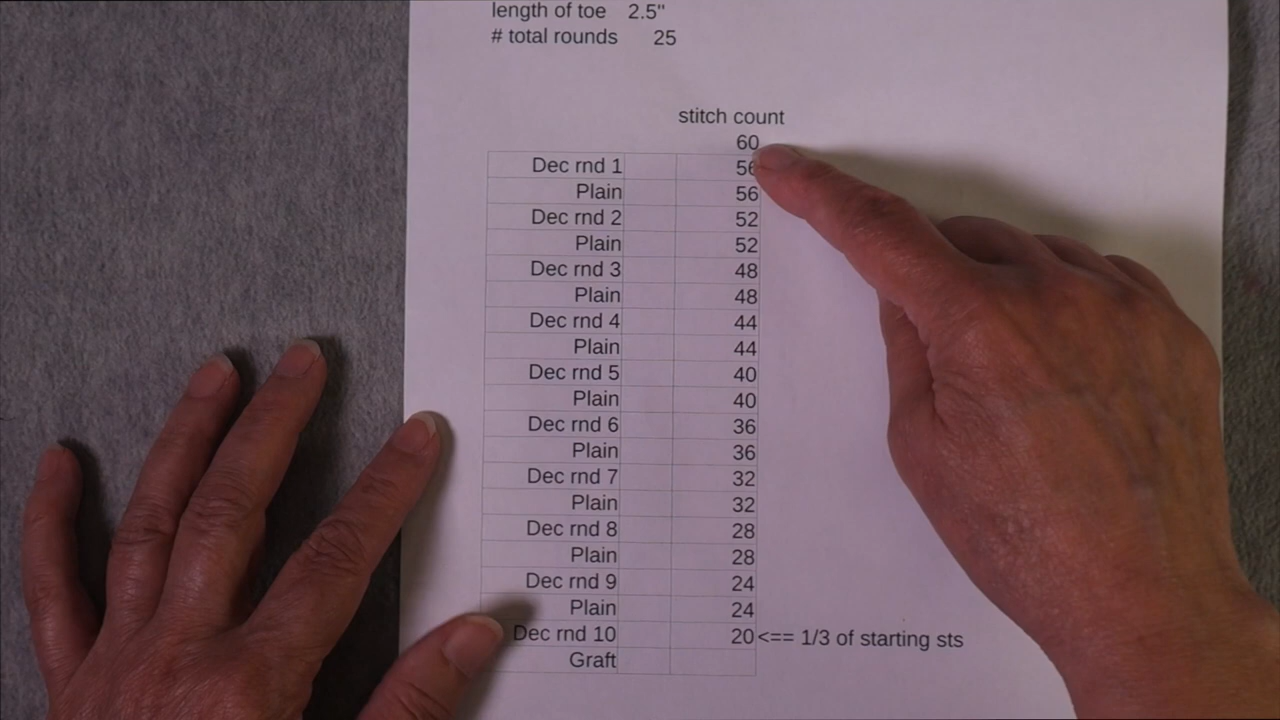 length of toe 2.5"
# total rounds 25
stitch count
60
Dec rnd 1 56
Plain 56
Dec rnd 2 52
Plain 52
Dec rnd 3 48
Plain 48
Dec rnd 4 44
Plain 44
Dec rnd 5 40
Plain 40
Dec rnd 6 36
Plain 36
Dec rnd 7 32
Plain 32
Dec rnd 8 28
Plain 28
Dec rnd 9 24
Plain 24
Dec rnd 10 20 <== 1/3 of starting sts
Graft